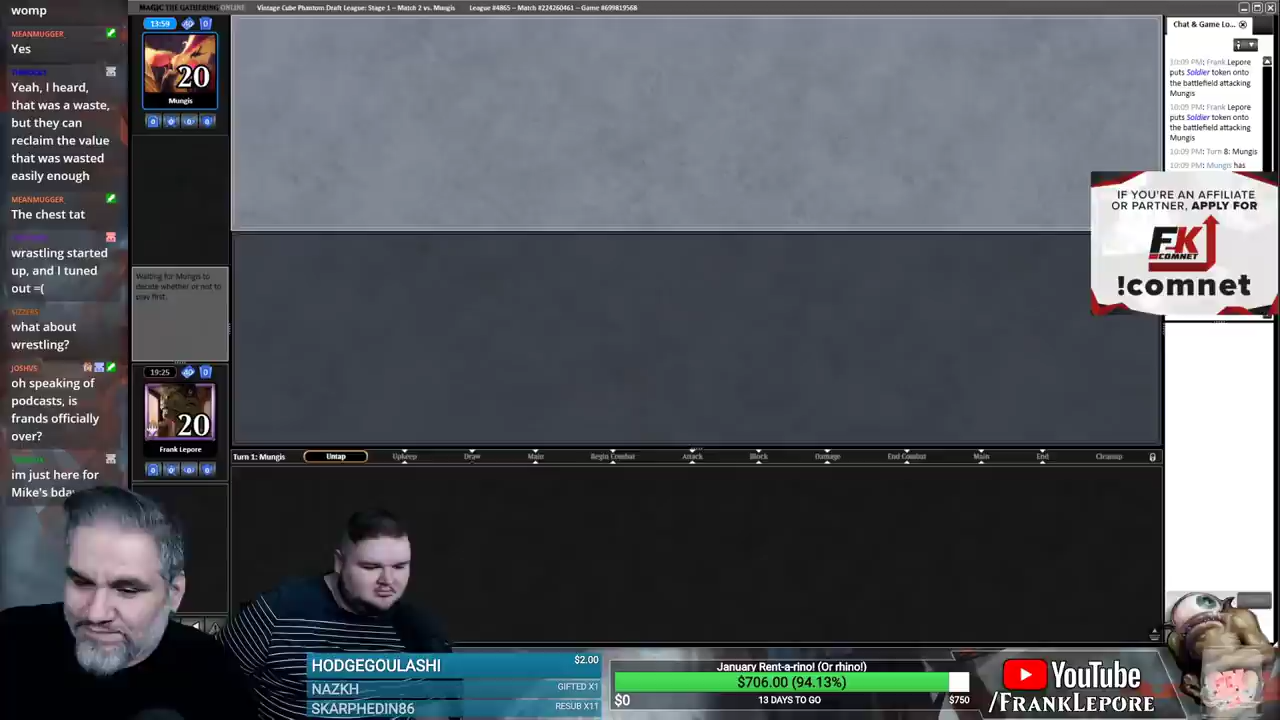 womp
MEANMUGGER
Yes
Yeah, I heard,
that was a waste,
but they can
reclaim the value
that was wasted
easily enough
MEANMUGGER
The chest tat
wrastling started
up, and I tuned
out =(
SIZZERS
what about
wrestling?
JOSHVS
oh speaking of
podcasts, is
frands officially
over?
im just here for
Mike's bday
MAGIC THE GATHERING ONLINE
Vintage Cube Phantom Draft League: Stage 1 – Match 2 vs. Mungis
League #4865 – Match #224260461 – Game #699819568
13:59
20
Mungis
Waiting for Mungis to
decide whether or not to
play first.
19:25
20
Frank Lepore
Turn 1: Mungis
Untap
Upkeep
Draw
Main
Begin Combat
Attack
Block
Damage
End Combat
Main
End
Cleanup
Chat & Game Lo...
10:09 PM: Frank Lepore
puts Soldier token onto
the battlefield attacking
Mungis
10:09 PM: Frank Lepore
puts Soldier token onto
the battlefield attacking
Mungis
10:09 PM: Turn 8: Mungis
10:09 PM: Mungis has
IF YOU'RE AN AFFILIATE
OR PARTNER, APPLY FOR
F2K
COMNET
!comnet
HODGEGOULASHI $2.00
NAZKH GIFTED X1
SKARPHEDIN86 RESUB X11
January Rent-a-rino! (Or rhino!)
$706.00 (94.13%)
$0 13 DAYS TO GO $750
YouTube
/FRANKLEPORE